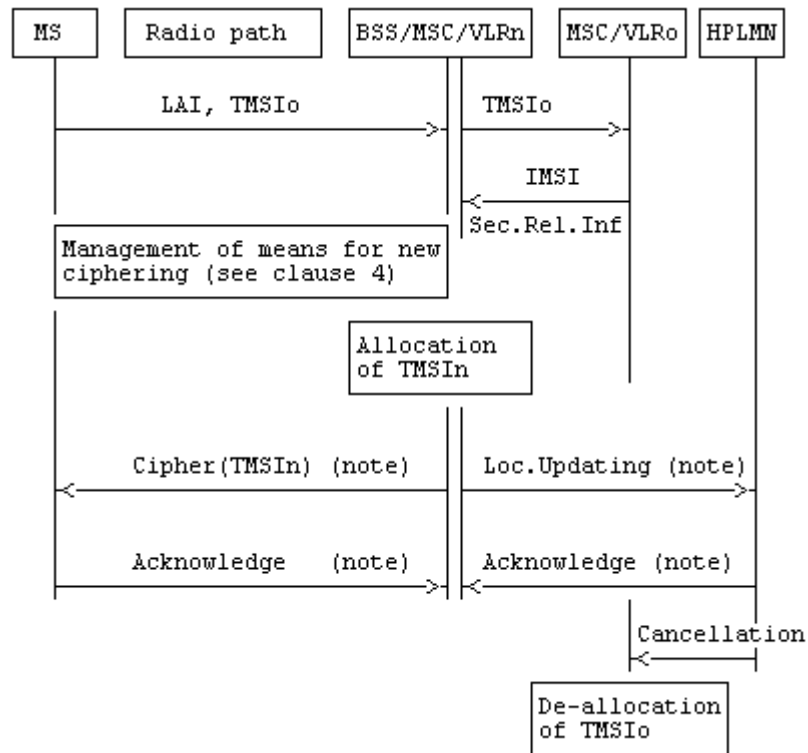 MS
Radio path
BSS/MSC/VLRn
MSC/VLRo
HPLMN
LAI, TMSIo
TMSIo
IMSI
Sec.Rel.Inf
Management of means for new
ciphering (see clause 4)
Allocation
of TMSIn
Cipher(TMSIn) (note)
Loc.Updating (note)
Acknowledge (note)
Acknowledge (note)
Cancellation
De-allocation
of TMSIo